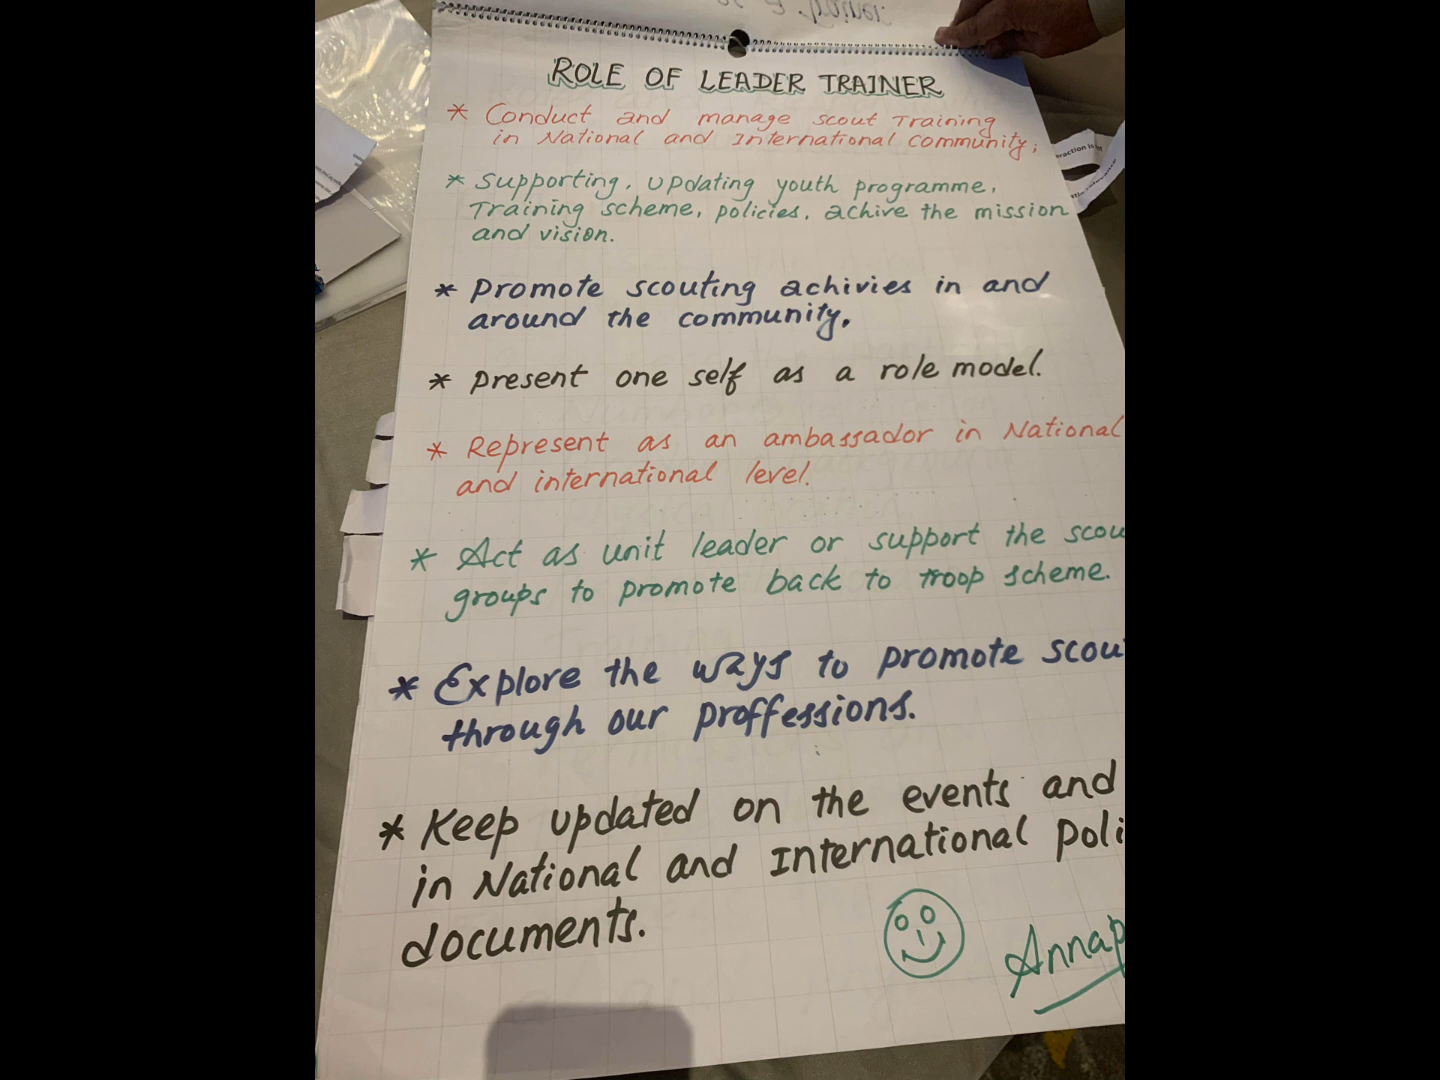 as a trainer
ROLE OF LEADER TRAINER
* Conduct and manage scout Training
in National and International community;
* Supporting, updating youth programme,
Training scheme, policies, achive the mission
and vision.
* Promote scouting achivies in and
around the community.
* Present one self as a role model.
* Represent as an ambassador in National
and international level.
* Act as unit leader or support the scou
groups to promote back to troop scheme.
* Explore the ways to promote scou
through our proffessions.
* Keep updated on the events and
in National and International poli
documents.
Annap